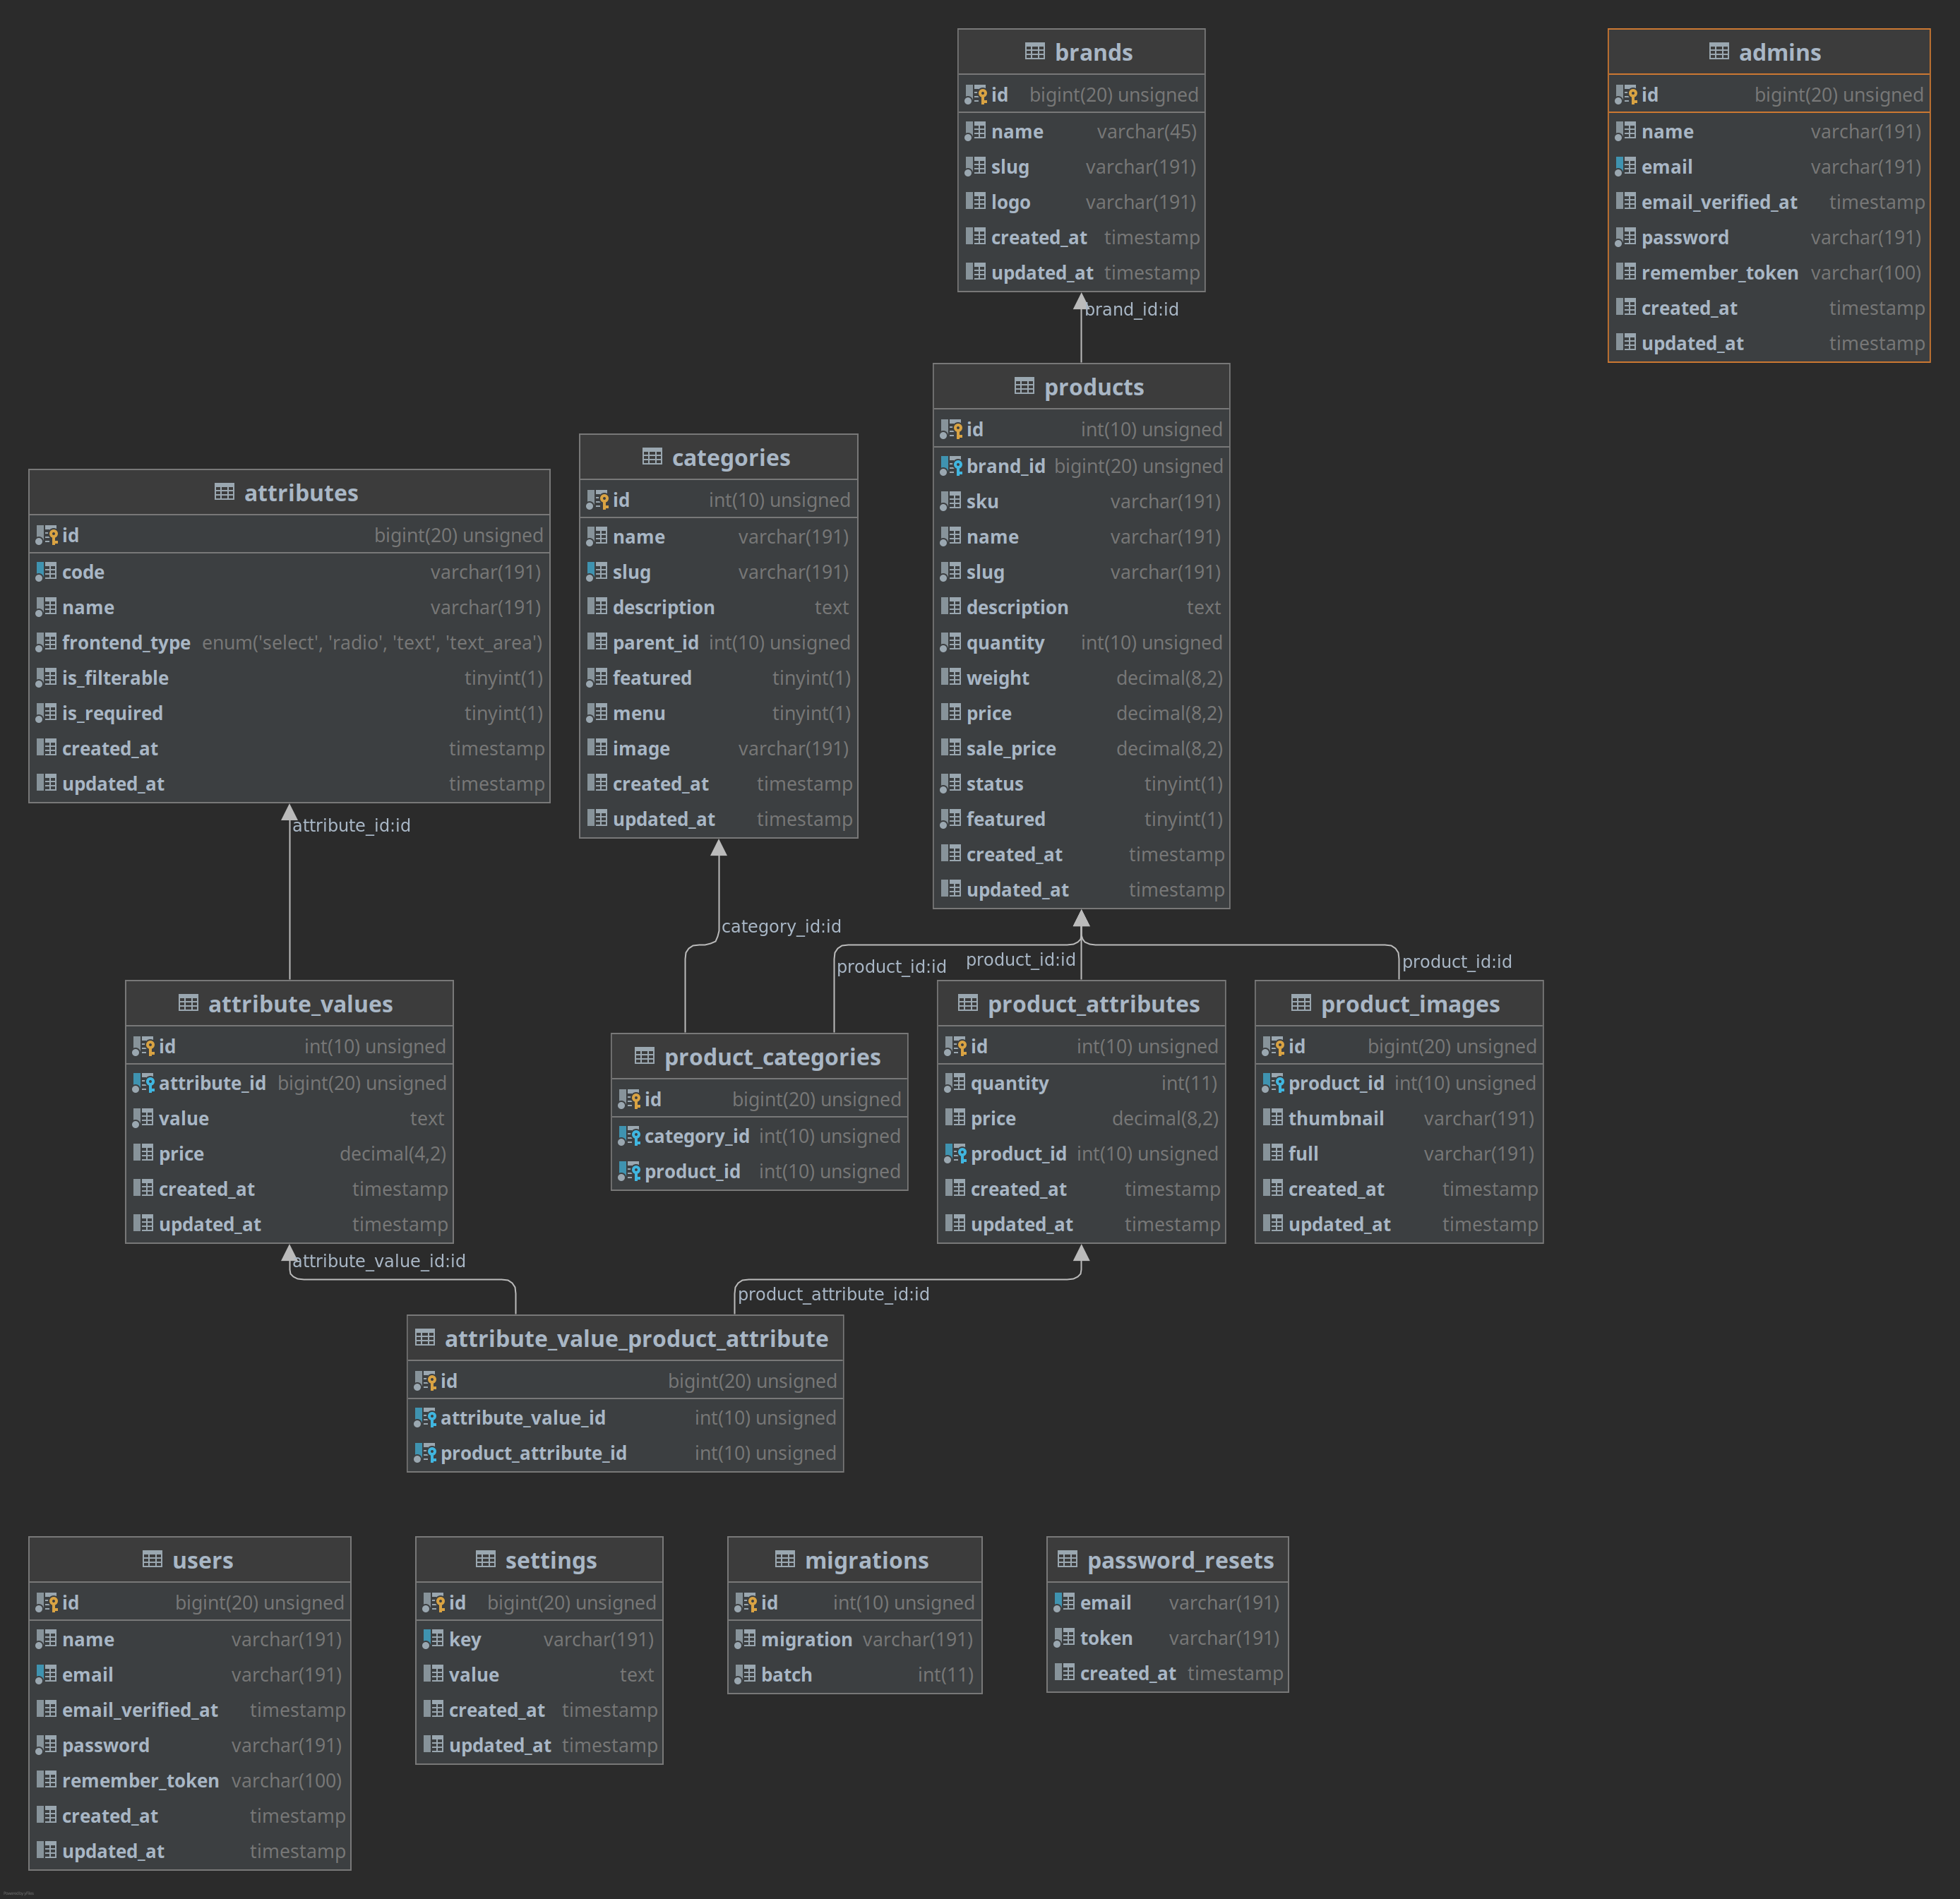 brands
id bigint(20) unsigned
name varchar(45)
slug varchar(191)
logo varchar(191)
created_at timestamp
updated_at timestamp
admins
id bigint(20) unsigned
name varchar(191)
email varchar(191)
email_verified_at timestamp
password varchar(191)
remember_token varchar(100)
created_at timestamp
updated_at timestamp
brand_id:id
products
id int(10) unsigned
brand_id bigint(20) unsigned
sku varchar(191)
name varchar(191)
slug varchar(191)
description text
quantity int(10) unsigned
weight decimal(8,2)
price decimal(8,2)
sale_price decimal(8,2)
status tinyint(1)
featured tinyint(1)
created_at timestamp
updated_at timestamp
categories
id int(10) unsigned
name varchar(191)
slug varchar(191)
description text
parent_id int(10) unsigned
featured tinyint(1)
menu tinyint(1)
image varchar(191)
created_at timestamp
updated_at timestamp
attributes
id bigint(20) unsigned
code varchar(191)
name varchar(191)
frontend_type enum('select', 'radio', 'text', 'text_area')
is_filterable tinyint(1)
is_required tinyint(1)
created_at timestamp
updated_at timestamp
attribute_id:id
category_id:id
product_id:id
product_id:id
product_id:id
attribute_values
id int(10) unsigned
attribute_id bigint(20) unsigned
value text
price decimal(4,2)
created_at timestamp
updated_at timestamp
product_categories
id bigint(20) unsigned
category_id int(10) unsigned
product_id int(10) unsigned
product_attributes
id int(10) unsigned
quantity int(11)
price decimal(8,2)
product_id int(10) unsigned
created_at timestamp
updated_at timestamp
product_images
id bigint(20) unsigned
product_id int(10) unsigned
thumbnail varchar(191)
full varchar(191)
created_at timestamp
updated_at timestamp
attribute_value_id:id
product_attribute_id:id
attribute_value_product_attribute
id bigint(20) unsigned
attribute_value_id int(10) unsigned
product_attribute_id int(10) unsigned
users
id bigint(20) unsigned
name varchar(191)
email varchar(191)
email_verified_at timestamp
password varchar(191)
remember_token varchar(100)
created_at timestamp
updated_at timestamp
settings
id bigint(20) unsigned
key varchar(191)
value text
created_at timestamp
updated_at timestamp
migrations
id int(10) unsigned
migration varchar(191)
batch int(11)
password_resets
email varchar(191)
token varchar(191)
created_at timestamp